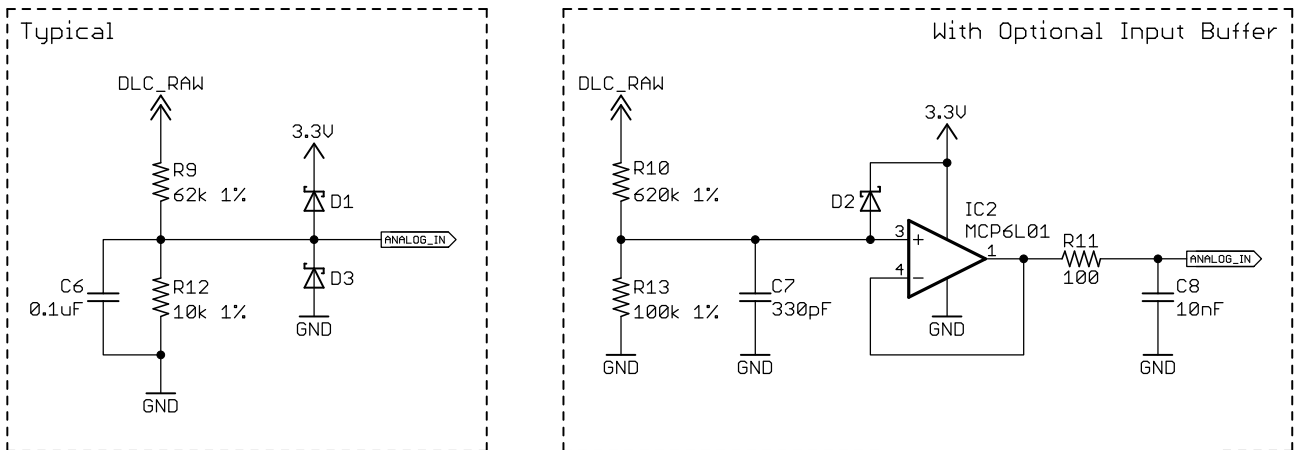 Typical
DLC_RAW
R9
62k 1%
3.3V
D1
ANALOG_IN
D3
GND
C6
0.1uF
R12
10k 1%
GND
With Optional Input Buffer
DLC_RAW
R10
620k 1%
3.3V
D2
IC2
MCP6L01
3
+
4
-
1
R11
100
ANALOG_IN
R13
100k 1%
C7
330pF
C8
10nF
GND
GND
GND
GND